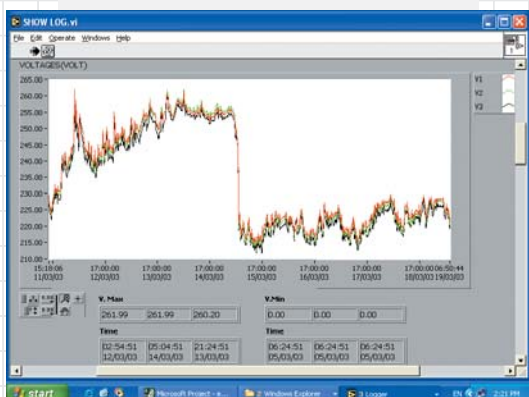 SHOW LOG.vi
File Edit Operate Windows Help
VOLTAGES(VOLT)
265.00
260.00
255.00
250.00
245.00
240.00
235.00
230.00
225.00
220.00
215.00
210.00
V1
V2
V3
15:18:06 17:00:00 17:00:00 17:00:00 17:00:00 17:00:00 17:00:00 17:00:00 06:50:44
11/03/03 12/03/03 13/03/03 14/03/03 15/03/03 16/03/03 17/03/03 18/03/03 19/03/03
V. Max
261.99 261.99 260.20
Time
02:54:51 05:04:51 21:24:51
12/03/03 14/03/03 13/03/03
V.Min
0.00 0.00 0.00
Time
06:24:51 06:24:51 06:24:51
05/03/03 05/03/03 05/03/03
start
Microsoft Project - e...
2 Windows Explorer
3 Logger
EN
2:21 PM